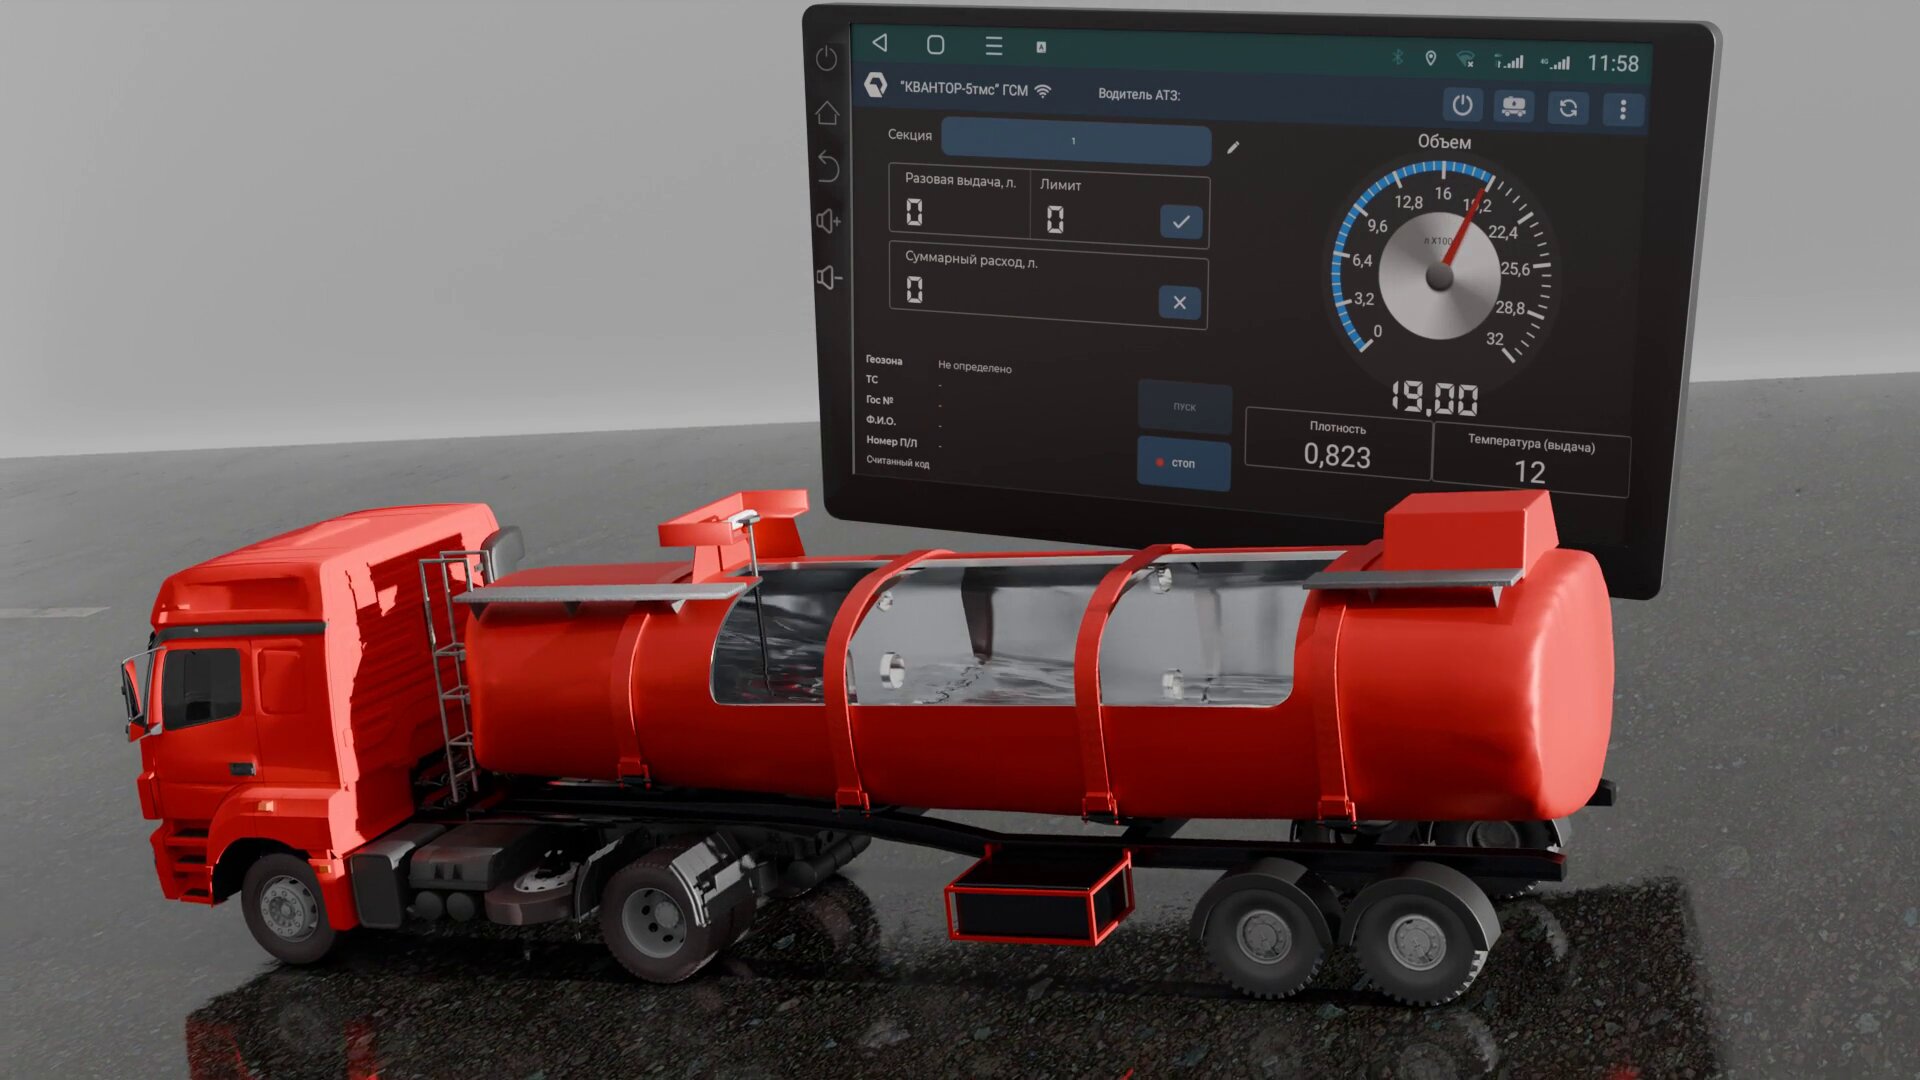 11:58
"КВАНТОР-5тмс" ГСМ
Водитель АТЗ:
Секция
1
Разовая выдача, л.
Лимит
0
0
Суммарный расход, л.
0
Геозона
Не определено
ТС
-
Гос №
-
Ф.И.О.
-
Номер П/Л
-
Считанный код
ПУСК
СТОП
Объем
0
3,2
6,4
9,6
12,8
16
19,2
22,4
25,6
28,8
32
19,00
Плотность
0,823
Температура (выдача)
12